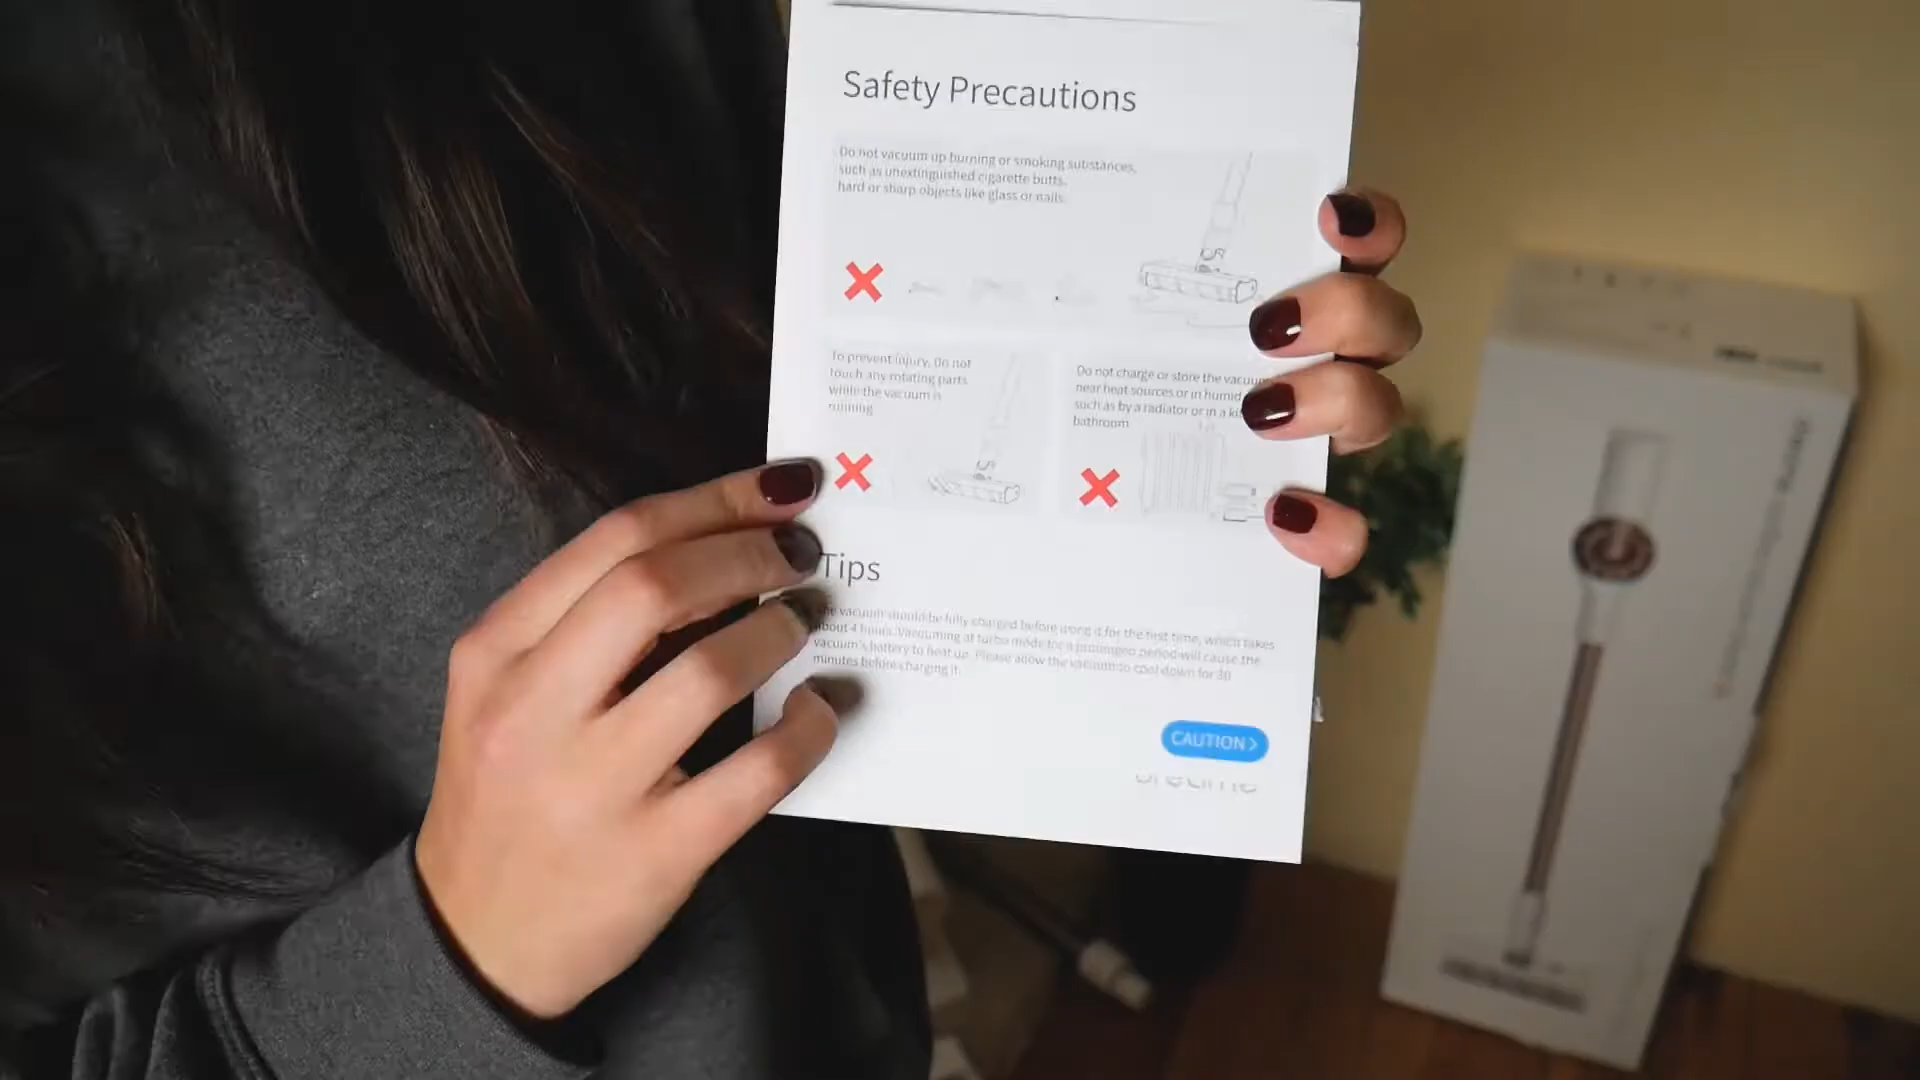 Safety Precautions
Do not vacuum up burning or smoking substances,
such as unextinguished cigarette butts,
hard or sharp objects like glass or nails.
To prevent injury, do not
touch any rotating parts
while the vacuum is
running.
Do not charge or store the vacuum
near heat sources or in humid
such as by a radiator or in a
bathroom.
Tips
vacuum should be fully charged before using it for the first time, which takes
about 4 hours. Vacuuming at turbo mode for a prolonged period will cause the
vacuum's battery to heat up. Please allow the vacuum to cool down for 30
minutes before charging it.
CAUTION >